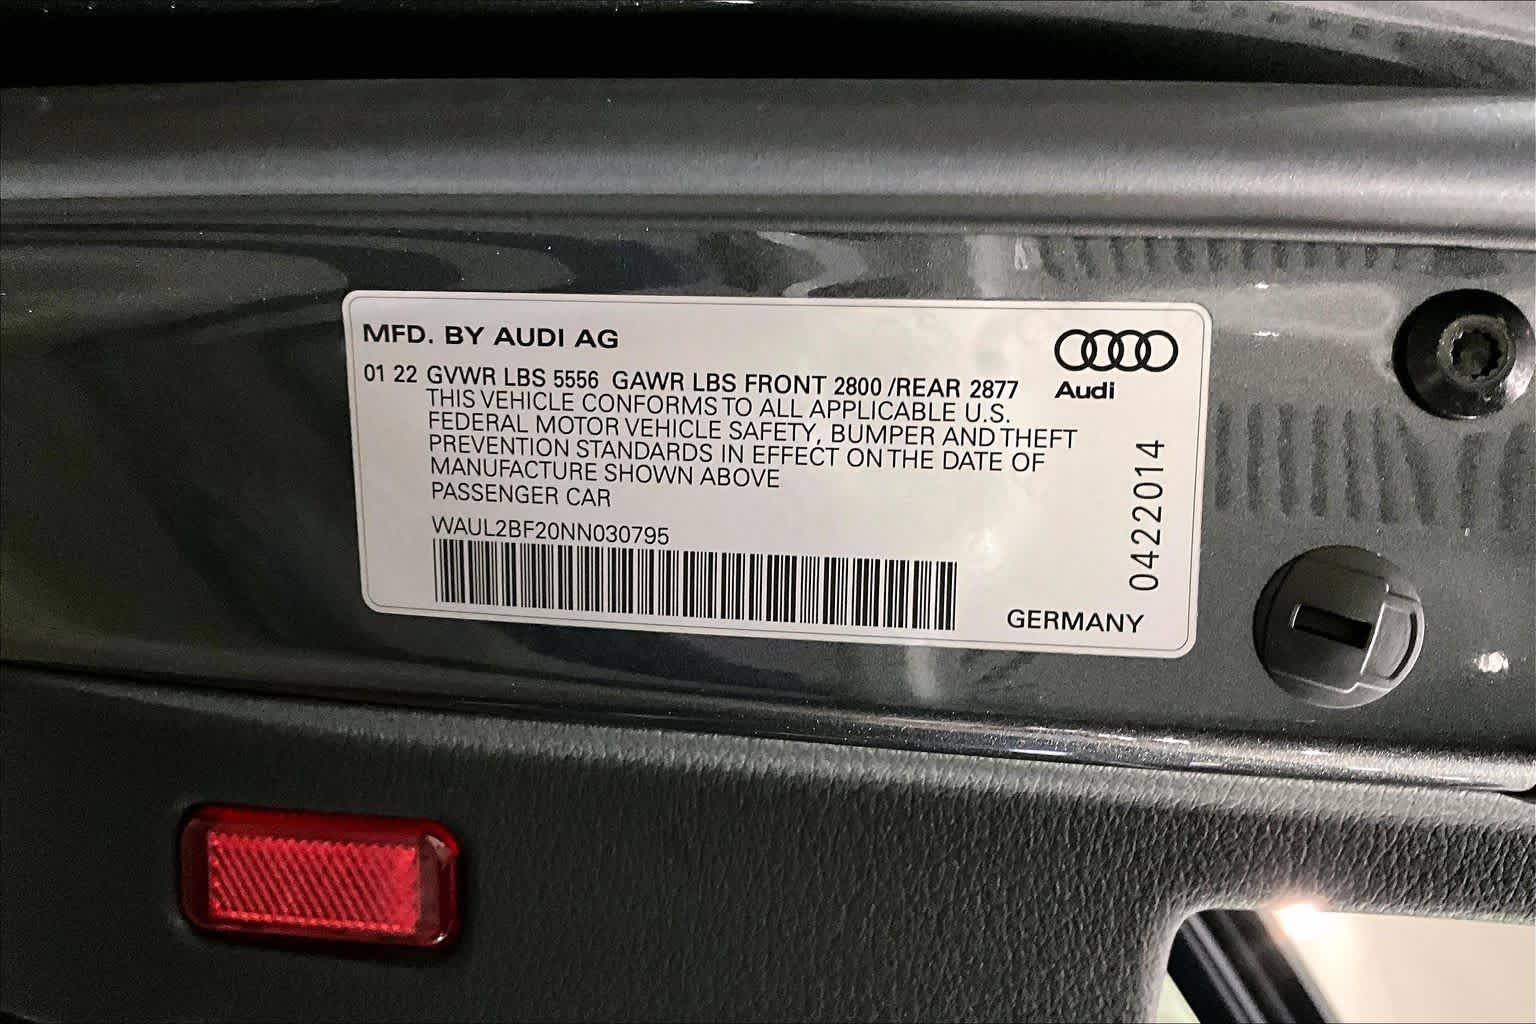 MFD. BY AUDI AG
01 22 GVWR LBS 5556 GAWR LBS FRONT 2800 /REAR 2877
THIS VEHICLE CONFORMS TO ALL APPLICABLE U.S.
FEDERAL MOTOR VEHICLE SAFETY, BUMPER AND THEFT
PREVENTION STANDARDS IN EFFECT ON THE DATE OF
MANUFACTURE SHOWN ABOVE
PASSENGER CAR
WAUL2BF20NN030795
Audi
0422014
GERMANY